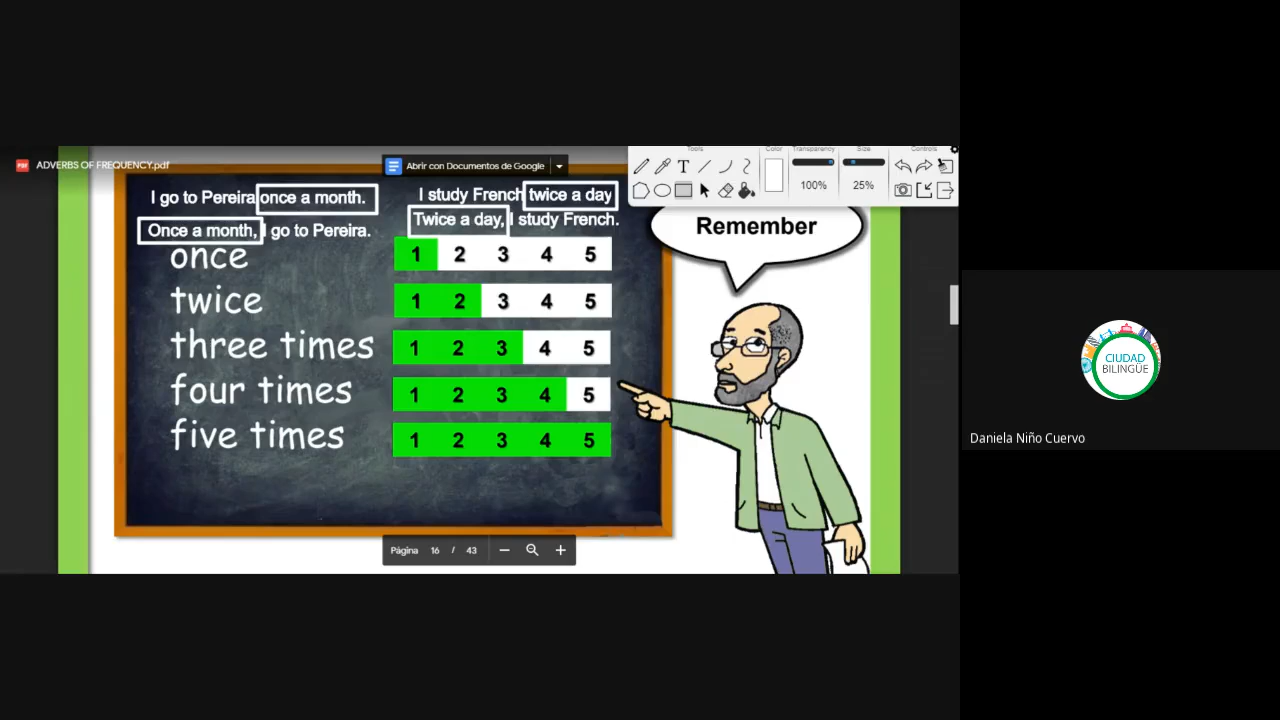 Tools
Color
Transparency
Size
Controls
ADVERBS OF FREQUENCY.pdf
Abrir con Documentos de Google
100%
25%
I go to Pereira once a month.
Once a month, I go to Pereira.
I study French twice a day
Twice a day, I study French.
Remember
once 1 2 3 4 5
twice 1 2 3 4 5
three times 1 2 3 4 5
four times 1 2 3 4 5
five times 1 2 3 4 5
Página 16 / 43
CIUDAD
BILINGÜE
Daniela Niño Cuervo